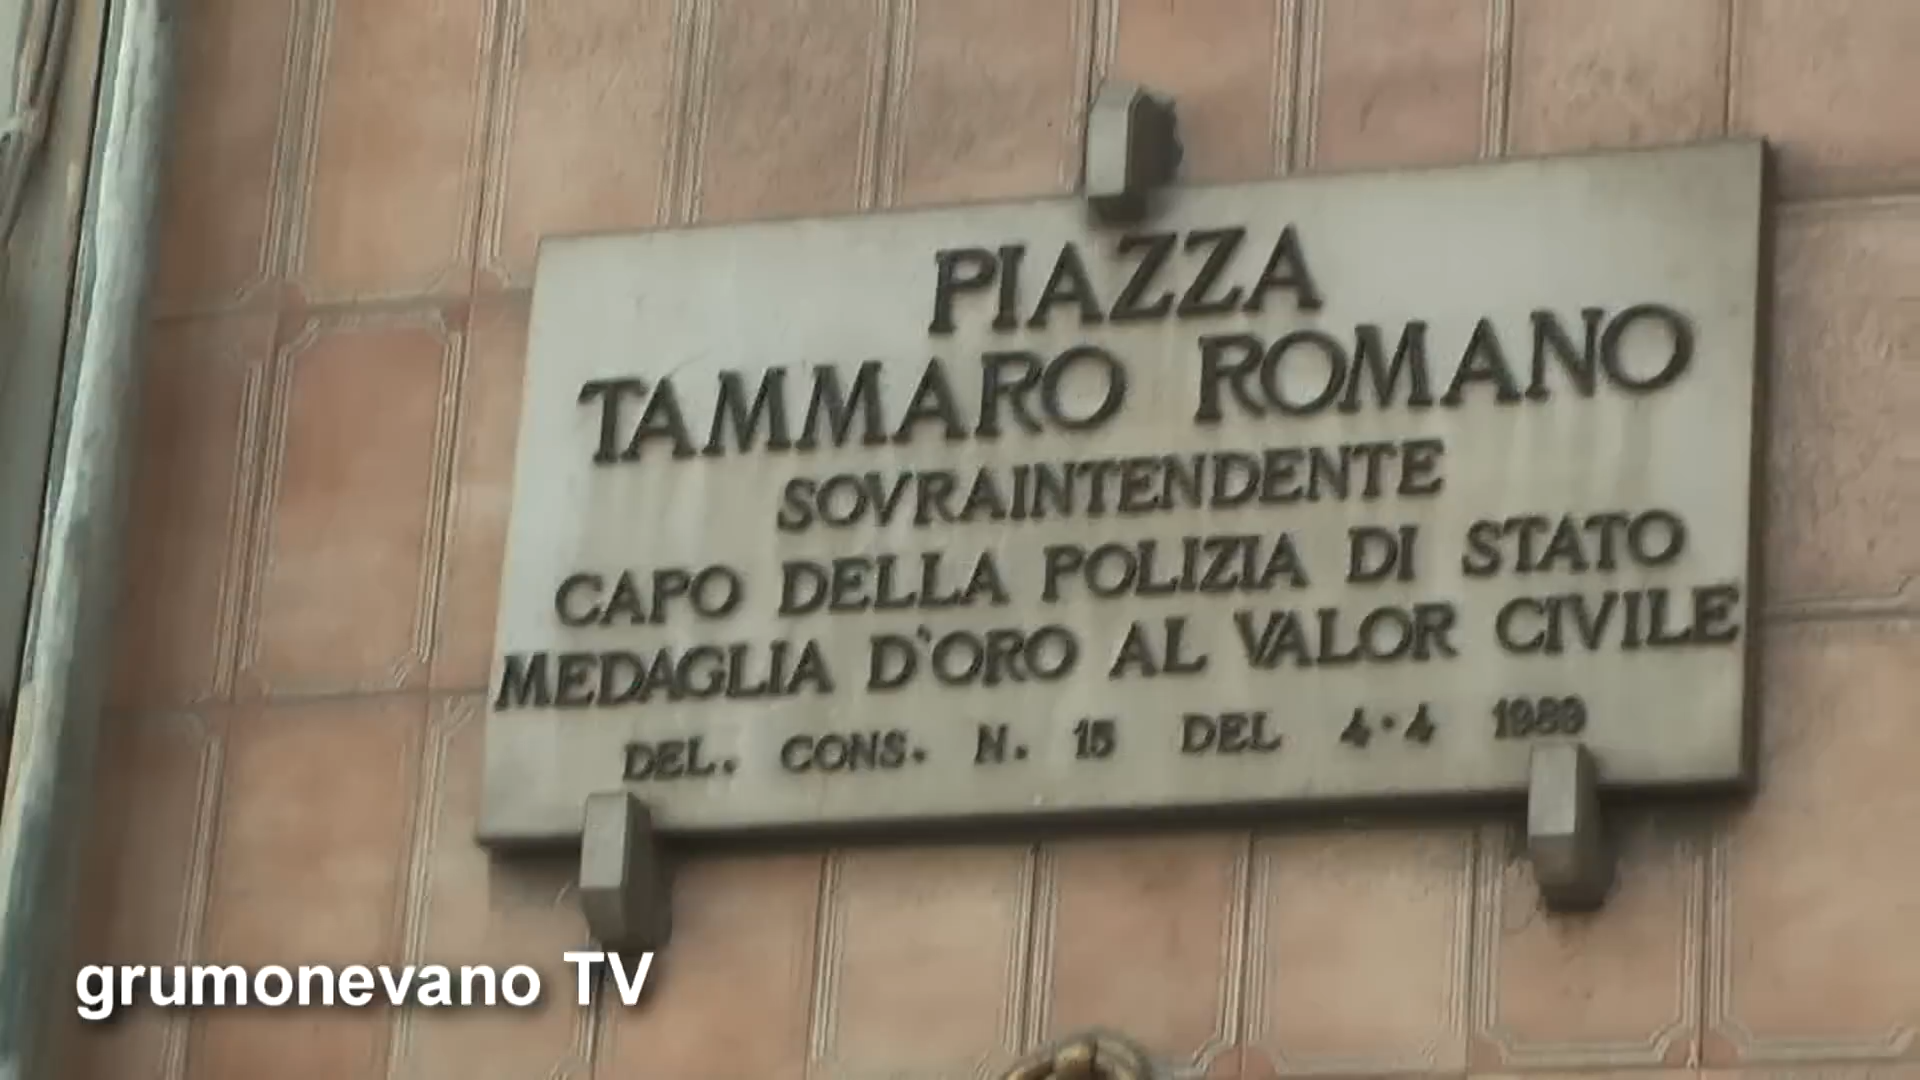 PIAZZA
TAMMARO ROMANO
SOVRAINTENDENTE
CAPO DELLA POLIZIA DI STATO
MEDAGLIA D'ORO AL VALOR CIVILE
DEL. CONS. N. 15 DEL 4·4 1989
grumonevano TV